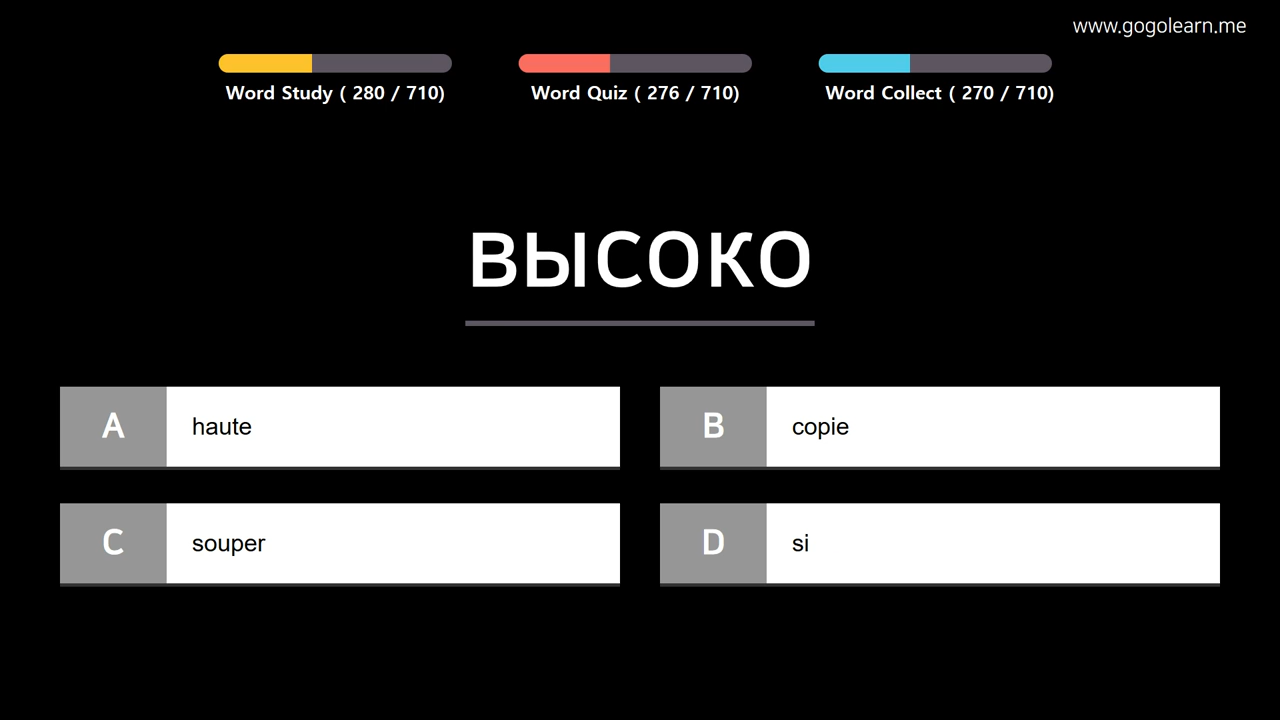 www.gogolearn.me
Word Study ( 280 / 710)
Word Quiz ( 276 / 710)
Word Collect ( 270 / 710)
высоко
A haute
B copie
C souper
D si